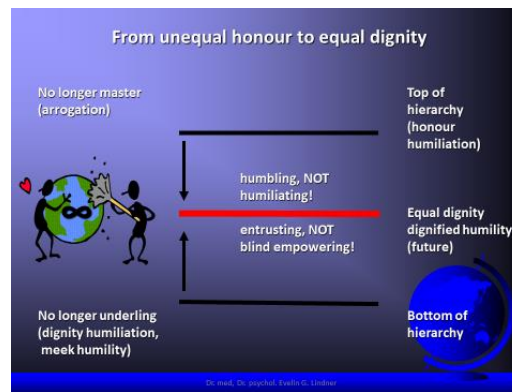 From unequal honour to equal dignity
No longer master
(arrogation)
Top of
hierarchy
(honour
humiliation)
humbling, NOT
humiliating!
entrusting, NOT
blind empowering!
Equal dignity
dignified humility
(future)
No longer underling
(dignity humiliation,
meek humility)
Bottom of
hierarchy
Dr. med., Dr. psychol. Evelin G. Lindner